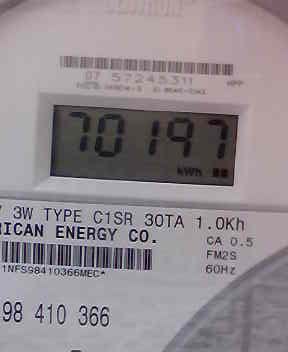 07 57245311
70197
kWh
V 3W TYPE C1SR 30TA 1.0Kh
RICAN ENERGY CO.
CA 0.5
FM2S
1NFS98410366MEC*
60Hz
98 410 366